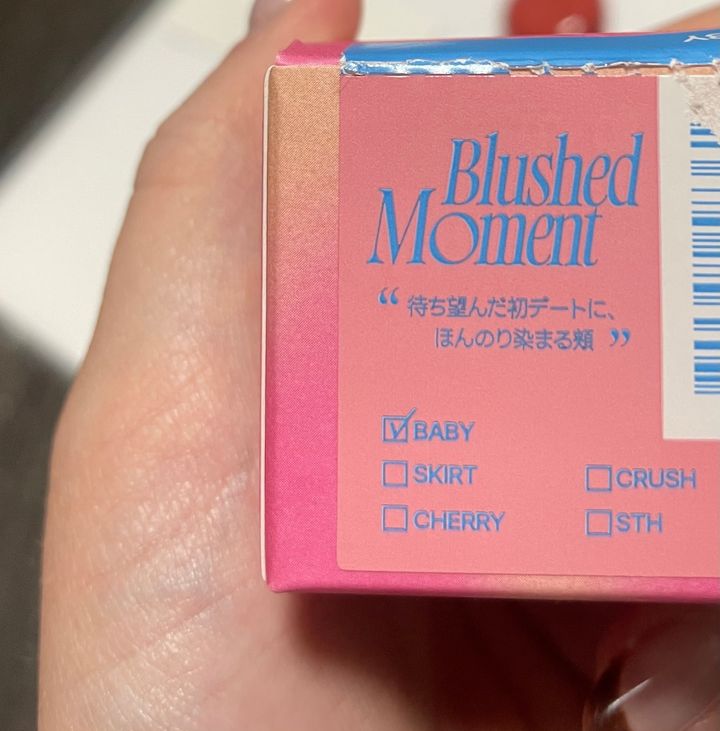 Blushed
Moment
“ 待ち望んだ初デートに、
ほんのり染まる頬 ”
☑ BABY
☐ SKIRT ☐ CRUSH
☐ CHERRY ☐ STH